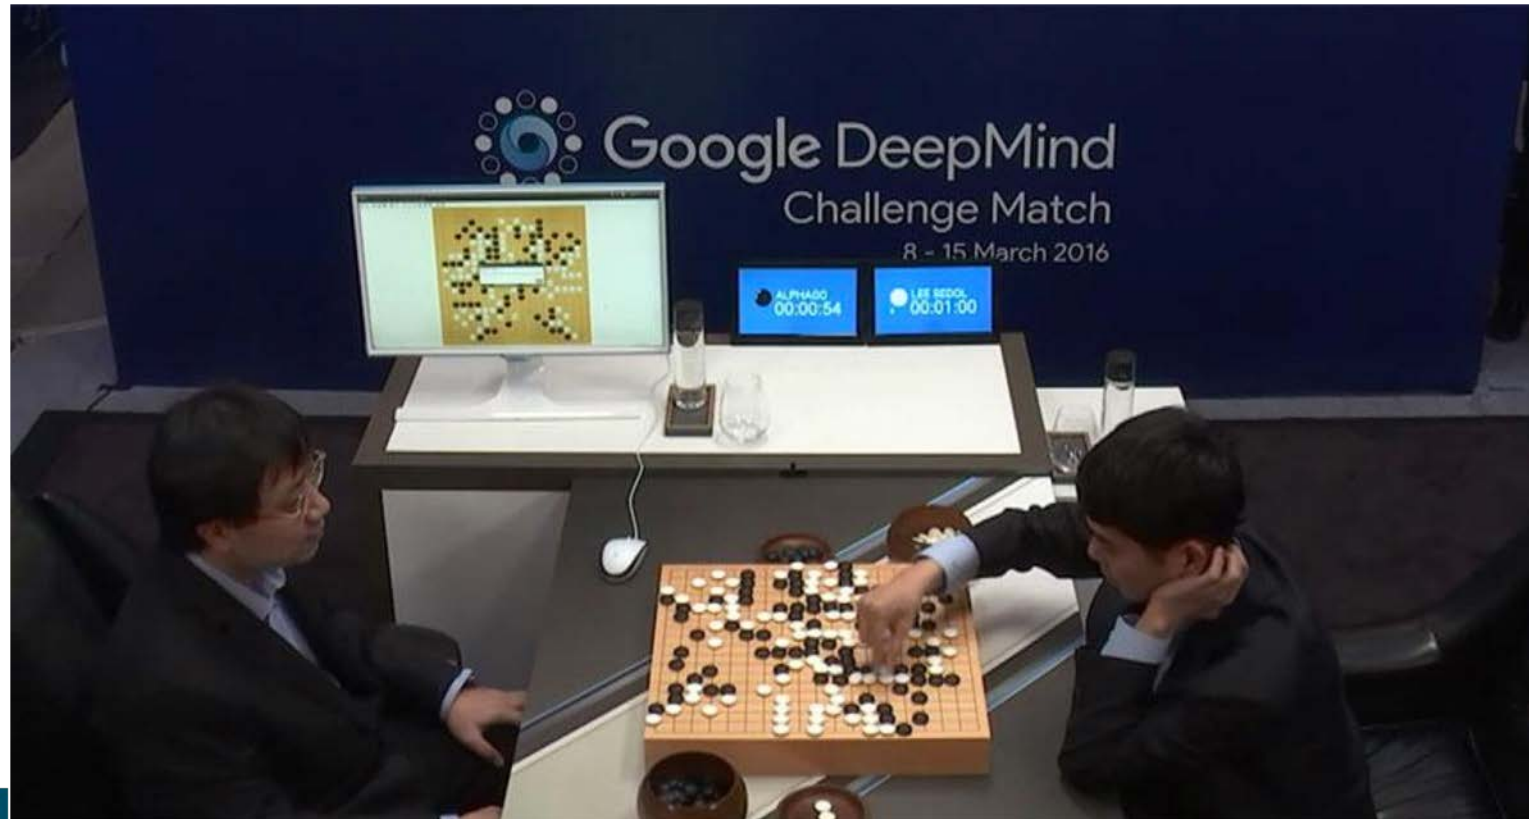 Google DeepMind
Challenge Match
8 - 15 March 2016
ALPHAGO
00:00:54
LEE SEDOL
00:01:00